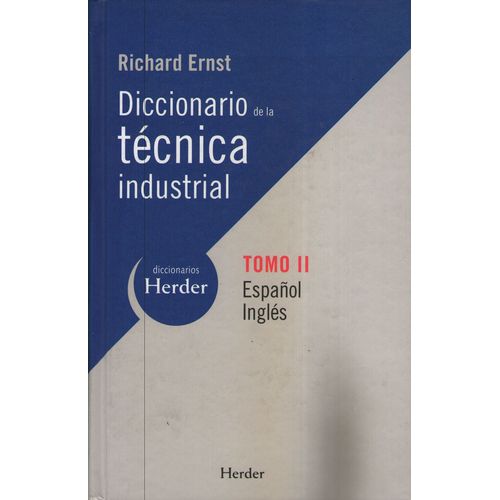 Richard Ernst
Diccionario de la
técnica
industrial
diccionarios
Herder
TOMO II
Español
Inglés
Herder